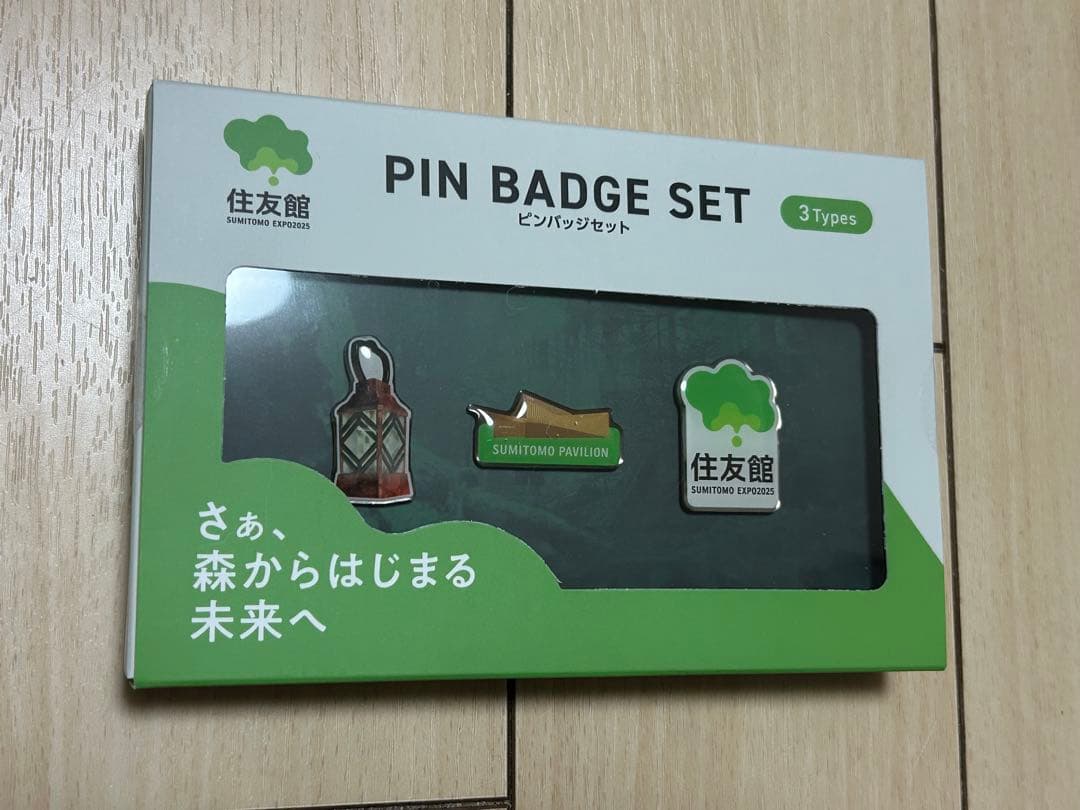 住友館
SUMITOMO EXPO2025
PIN BADGE SET
ピンバッジセット
3 Types
SUMITOMO PAVILION
住友館
SUMITOMO EXPO2025
さぁ、
森からはじまる
未来へ